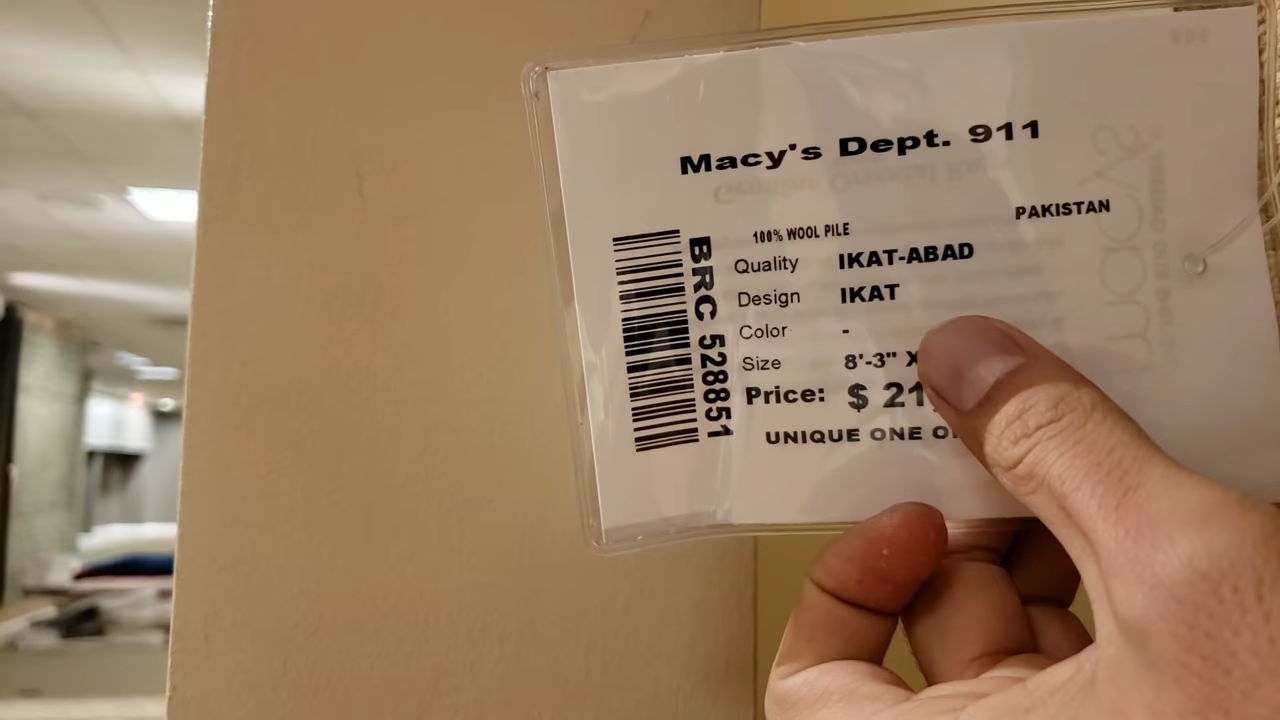 Macy's Dept. 911
PAKISTAN
100% WOOL PILE
Quality IKAT-ABAD
Design IKAT
Color -
Size 8'-3" X
Price: $ 21
UNIQUE ONE
BRC 528851
macys